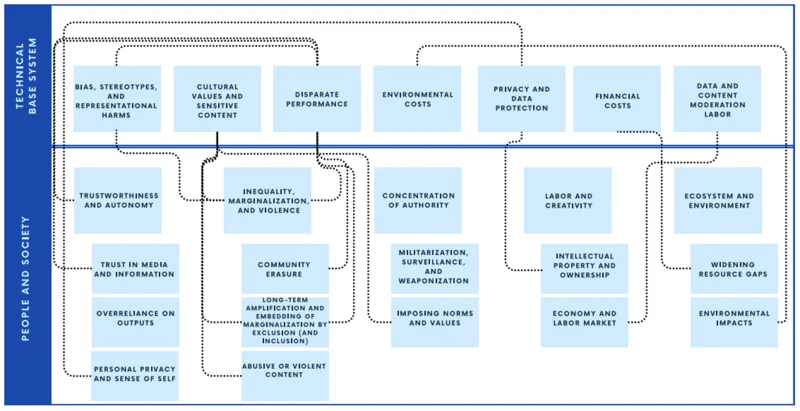 TECHNICAL
BASE SYSTEM
BIAS, STEREOTYPES,
AND
REPRESENTATIONAL
HARMS
CULTURAL
VALUES AND
SENSITIVE
CONTENT
DISPARATE
PERFORMANCE
ENVIRONMENTAL
COSTS
PRIVACY AND
DATA
PROTECTION
FINANCIAL
COSTS
DATA AND
CONTENT
MODERATION
LABOR
PEOPLE AND SOCIETY
TRUSTWORTHINESS
AND AUTONOMY
INEQUALITY,
MARGINALIZATION,
AND VIOLENCE
CONCENTRATION
OF AUTHORITY
LABOR AND
CREATIVITY
ECOSYSTEM AND
ENVIRONMENT
TRUST IN MEDIA
AND INFORMATION
COMMUNITY
ERASURE
MILITARIZATION,
SURVEILLANCE,
AND
WEAPONIZATION
INTELLECTUAL
PROPERTY AND
OWNERSHIP
WIDENING
RESOURCE GAPS
OVERRELIANCE ON
OUTPUTS
LONG-TERM
AMPLIFICATION AND
EMBEDDING OF
MARGINALIZATION BY
EXCLUSION (AND
INCLUSION)
IMPOSING NORMS
AND VALUES
ECONOMY AND
LABOR MARKET
ENVIRONMENTAL
IMPACTS
PERSONAL PRIVACY
AND SENSE OF SELF
ABUSIVE OR VIOLENT
CONTENT